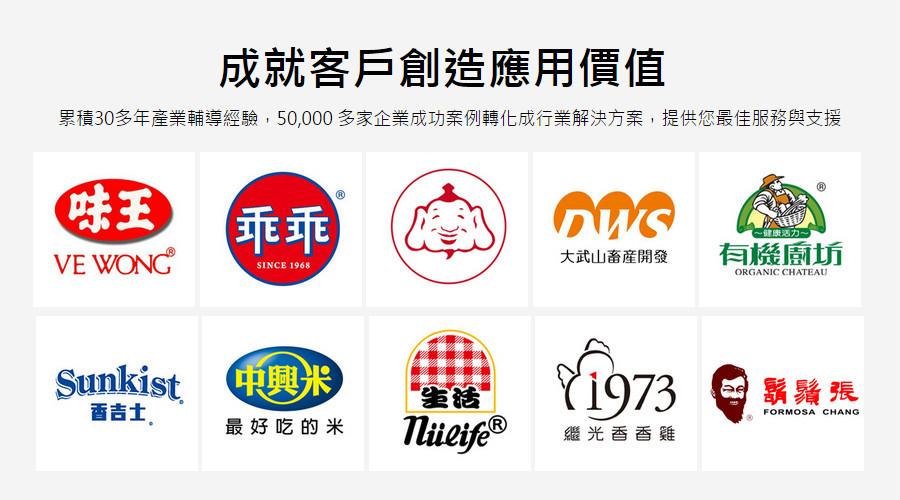 成就客戶創造應用價值
累積30多年產業輔導經驗，50,000 多家企業成功案例轉化成行業解決方案，提供您最佳服務與支援
味王
VE WONG®
乖乖®
SINCE 1968
DWS
大武山畜産開發
®
~健康活力~
有機廚坊
ORGANIC CHATEAU
Sunkist®
香吉士®
中興米
最好吃的米
生活
Nülife®
1973
繼光香香雞
®
鬍鬚張
FORMOSA CHANG